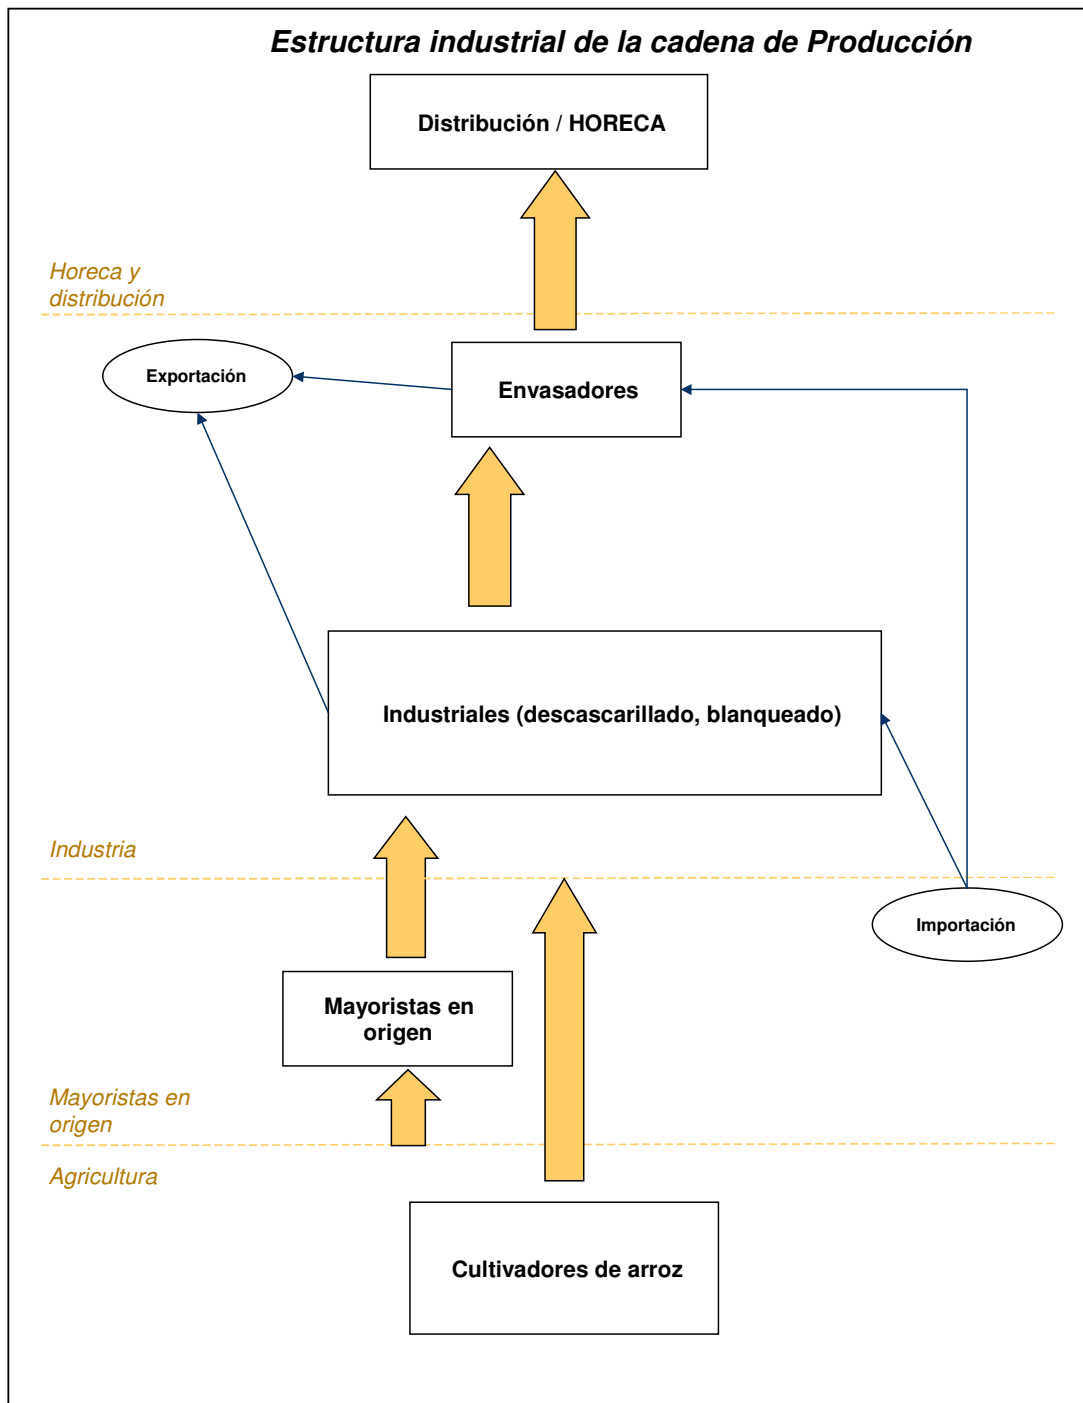 Estructura industrial de la cadena de Producción
Distribución / HORECA
Horeca y
distribución
Exportación
Envasadores
Industriales (descascarillado, blanqueado)
Industria
Importación
Mayoristas en
origen
Mayoristas en
origen
Agricultura
Cultivadores de arroz